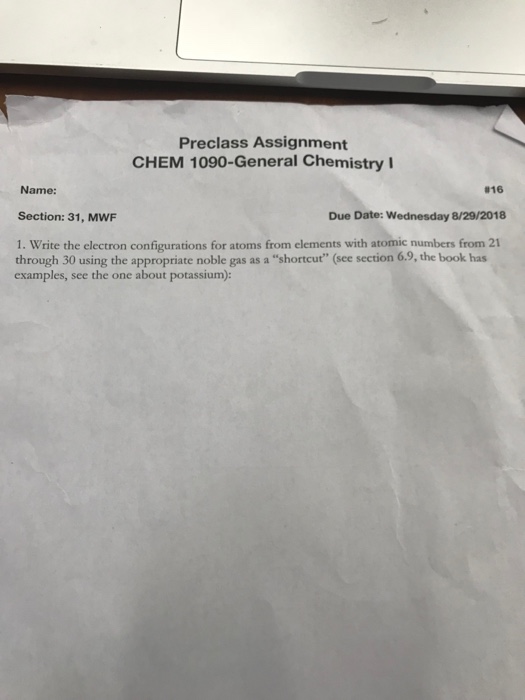 Preclass Assignment
CHEM 1090-General Chemistry I
Name:
#16
Section: 31, MWF
Due Date: Wednesday 8/29/2018
1. Write the electron configurations for atoms from elements with atomic numbers from 21
through 30 using the appropriate noble gas as a "shortcut" (see section 6.9, the book has
examples, see the one about potassium):